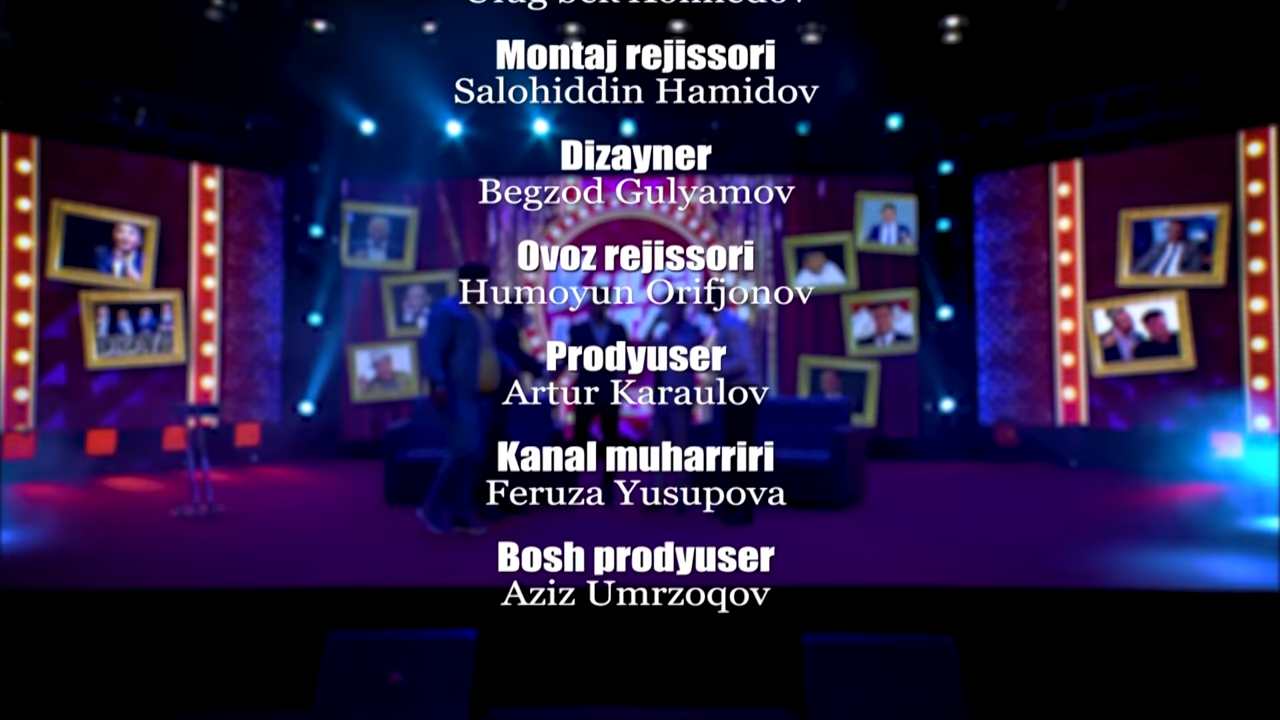 Montaj rejissori
Salohiddin Hamidov
Dizayner
Begzod Gulyamov
Ovoz rejissori
Humoyun Orifjonov
Prodyuser
Artur Karaulov
Kanal muharriri
Feruza Yusupova
Bosh prodyuser
Aziz Umrzoqov